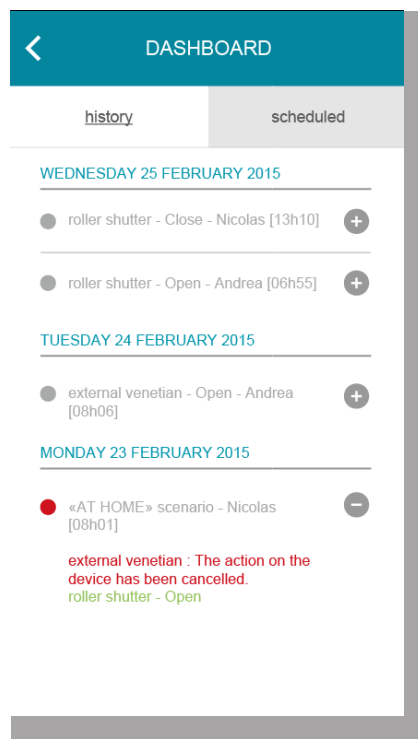 DASHBOARD
history
scheduled
WEDNESDAY 25 FEBRUARY 2015
roller shutter - Close - Nicolas [13h10]
roller shutter - Open - Andrea [06h55]
TUESDAY 24 FEBRUARY 2015
external venetian - Open - Andrea
[08h06]
MONDAY 23 FEBRUARY 2015
«AT HOME» scenario - Nicolas
[08h01]
external venetian : The action on the
device has been cancelled.
roller shutter - Open